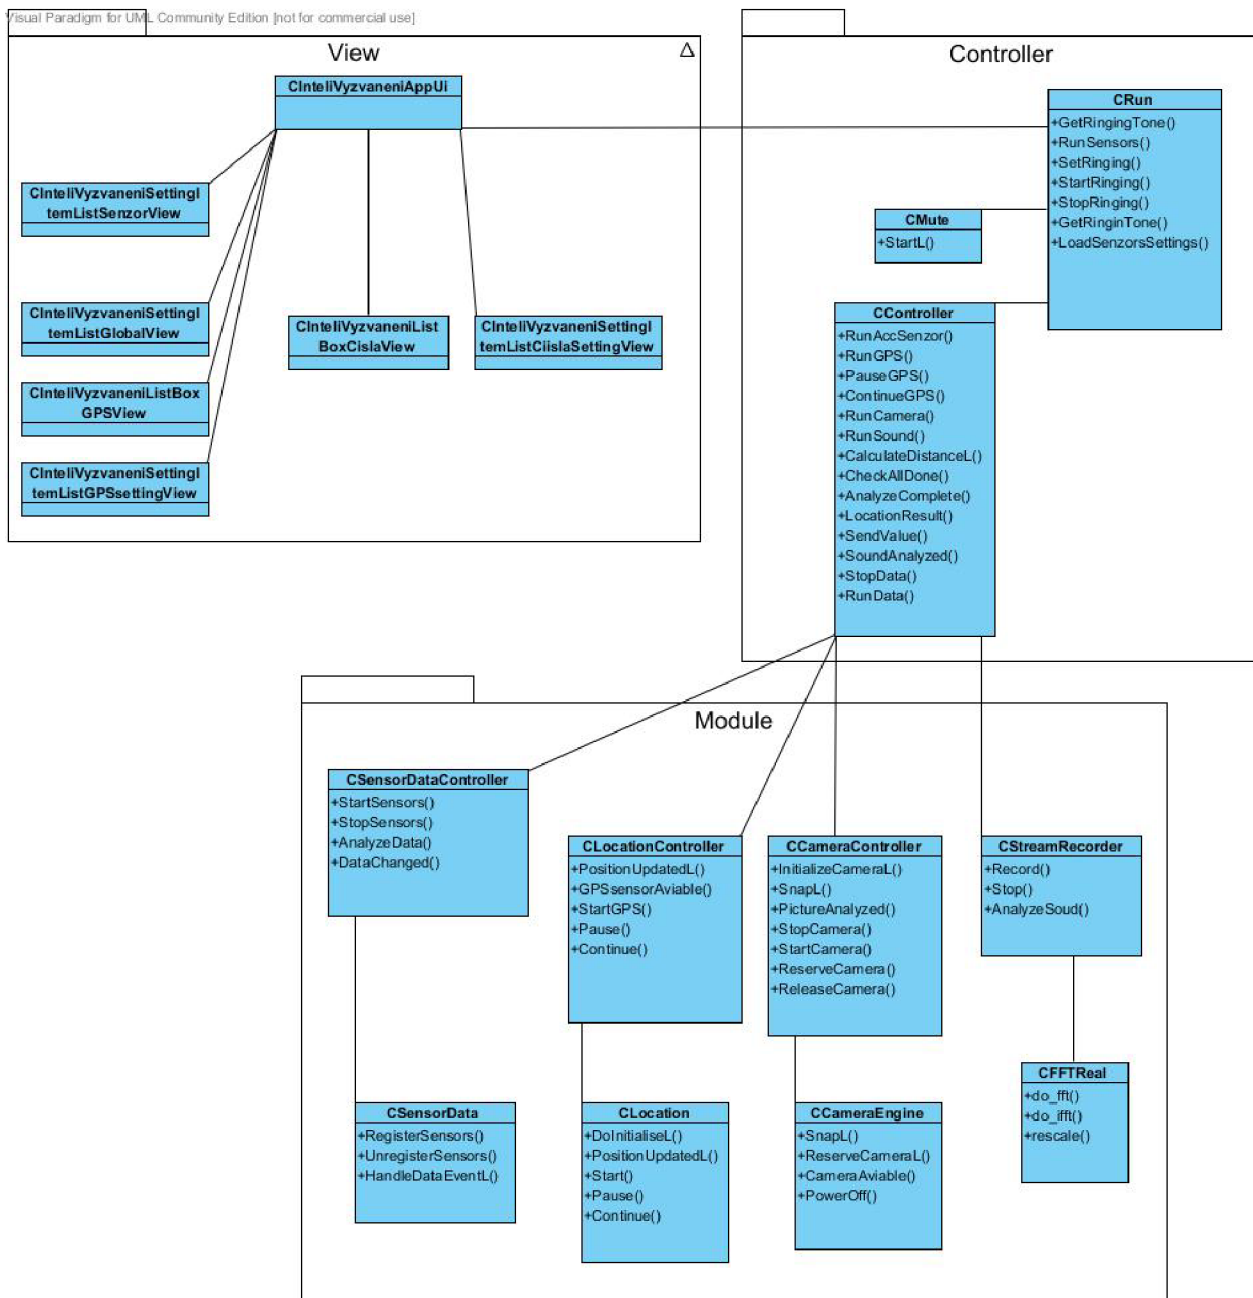 Visual Paradigm for UML Community Edition [not for commercial use]
View
Δ
CInteliVyzvaneniAppUi
CInteliVyzvaneniSettingI
temListSenzorView
CInteliVyzvaneniSettingI
temListGlobalView
CInteliVyzvaneniListBox
GPSView
CInteliVyzvaneniSettingI
temListGPSsettingView
CInteliVyzvaneniList
BoxCislaView
CInteliVyzvaneniSettingI
temListCiislaSettingView
Controller
CRun
+GetRingingTone()
+RunSensors()
+SetRinging()
+StartRinging()
+StopRinging()
+GetRinginTone()
+LoadSenzorsSettings()
CMute
+StartL()
CController
+RunAccSenzor()
+RunGPS()
+PauseGPS()
+ContinueGPS()
+RunCamera()
+RunSound()
+CalculateDistanceL()
+CheckAllDone()
+AnalyzeComplete()
+LocationResult()
+SendValue()
+SoundAnalyzed()
+StopData()
+RunData()
Module
CSensorDataController
+StartSensors()
+StopSensors()
+AnalyzeData()
+DataChanged()
CLocationController
+PositionUpdatedL()
+GPSsensorAviable()
+StartGPS()
+Pause()
+Continue()
CCameraController
+InitializeCameraL()
+SnapL()
+PictureAnalyzed()
+StopCamera()
+StartCamera()
+ReserveCamera()
+ReleaseCamera()
CStreamRecorder
+Record()
+Stop()
+AnalyzeSoud()
CSensorData
+RegisterSensors()
+UnregisterSensors()
+HandleDataEventL()
CLocation
+DoInitialiseL()
+PositionUpdatedL()
+Start()
+Pause()
+Continue()
CCameraEngine
+SnapL()
+ReserveCameraL()
+CameraAviable()
+PowerOff()
CFFTReal
+do_fft()
+do_ifft()
+rescale()